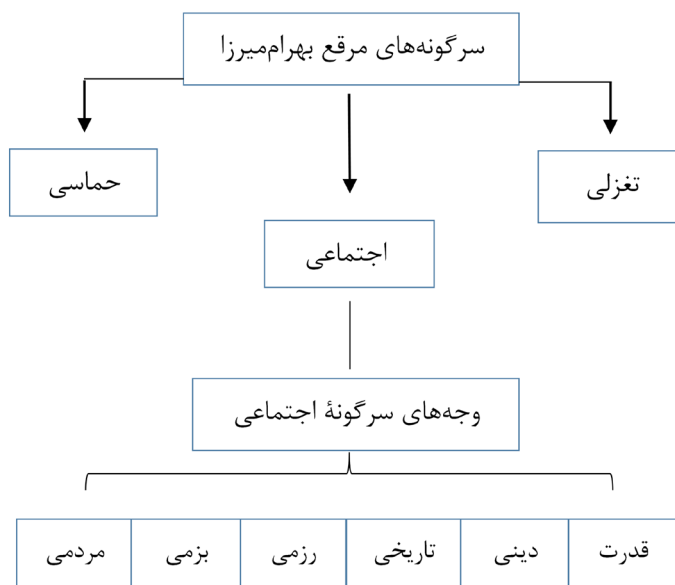 سرگونه‌های مرقع بهرام‌میرزا
تغزلی
حماسی
اجتماعی
وجه‌های سرگونهٔ اجتماعی
قدرت
دینی
تاریخی
رزمی
بزمی
مردمی